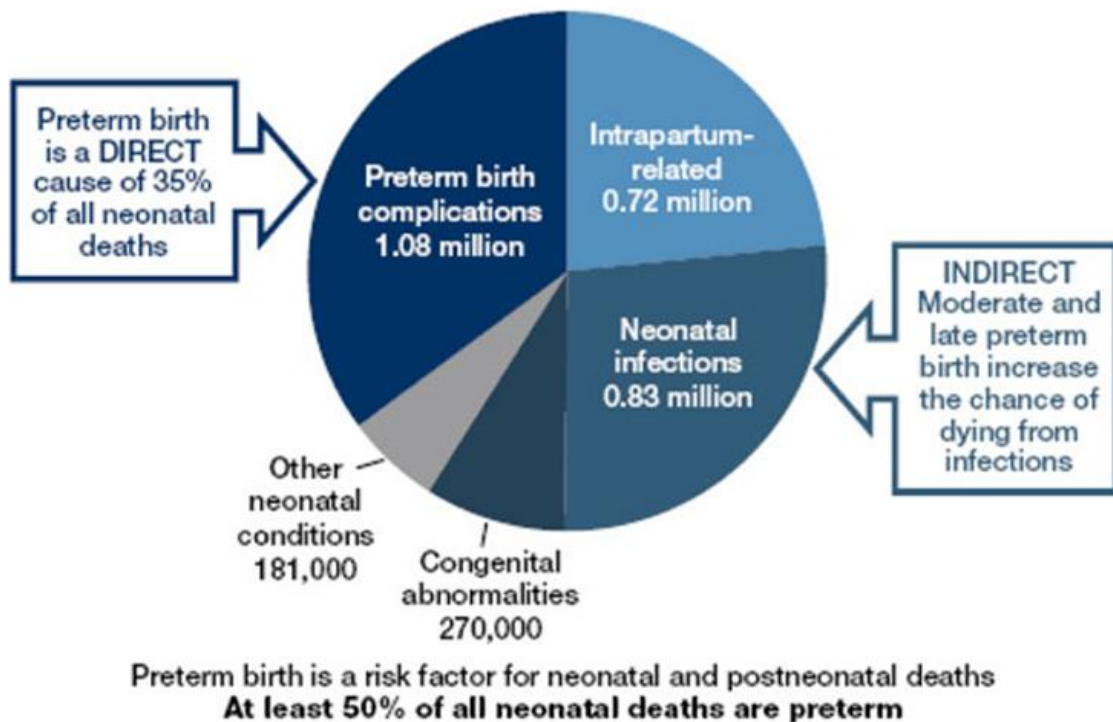 Preterm birth
is a DIRECT
cause of 35%
of all neonatal
deaths
Preterm birth
complications
1.08 million
Intrapartum-
related
0.72 million
INDIRECT
Moderate and
late preterm
birth increase
the chance of
dying from
infections
Neonatal
infections
0.83 million
Other
neonatal
conditions
181,000
Congenital
abnormalities
270,000
Preterm birth is a risk factor for neonatal and postneonatal deaths
At least 50% of all neonatal deaths are preterm